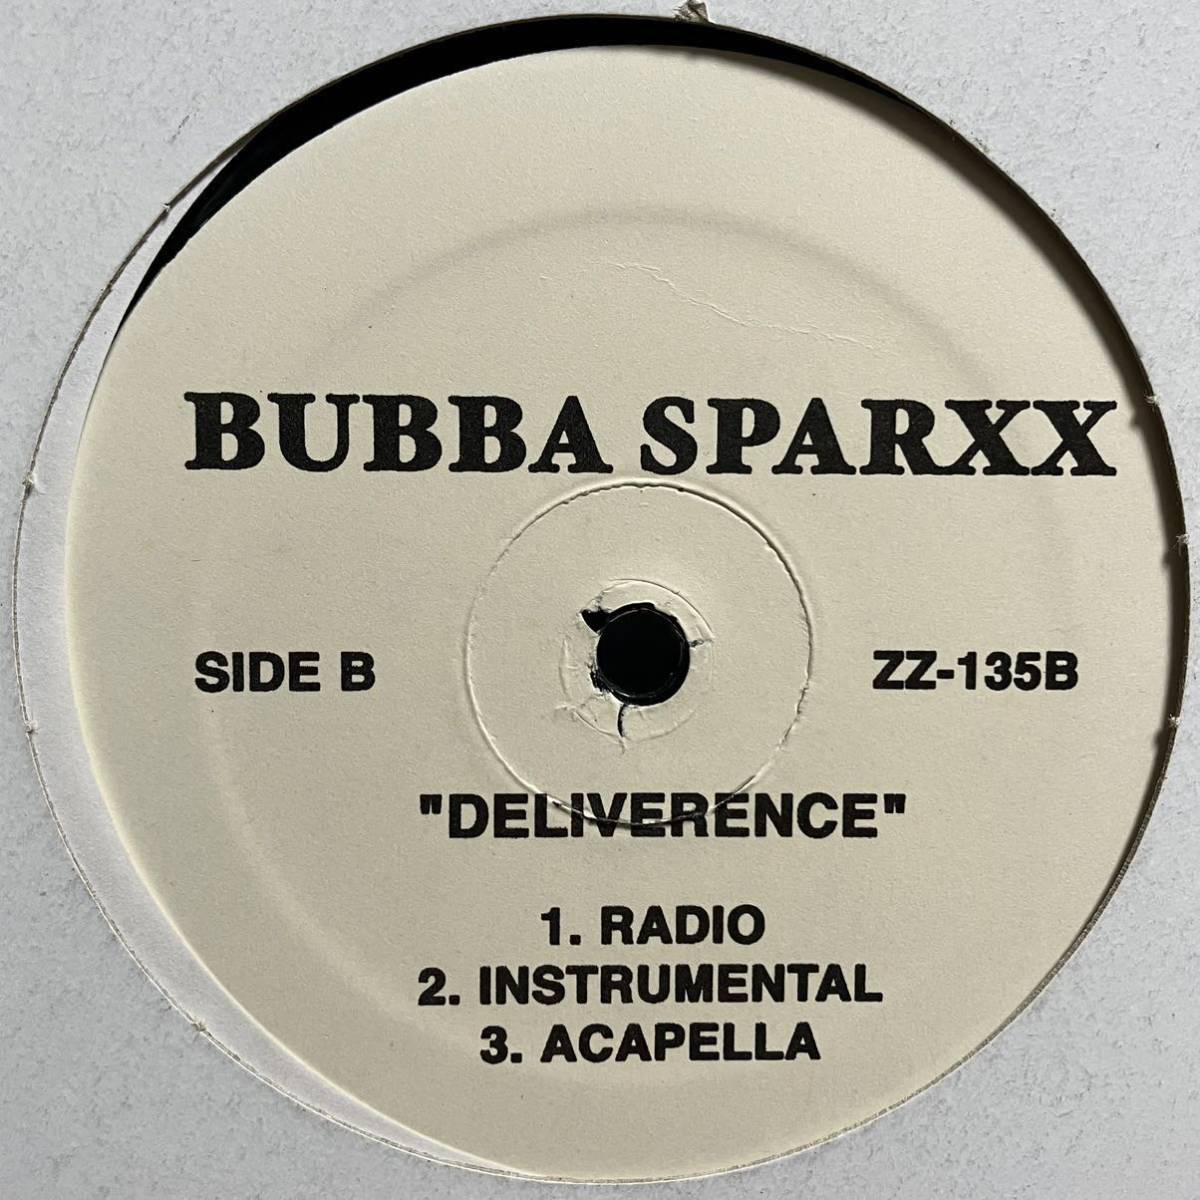 BUBBA SPARXX
SIDE B
ZZ-135B
"DELIVERENCE"
1. RADIO
2. INSTRUMENTAL
3. ACAPELLA